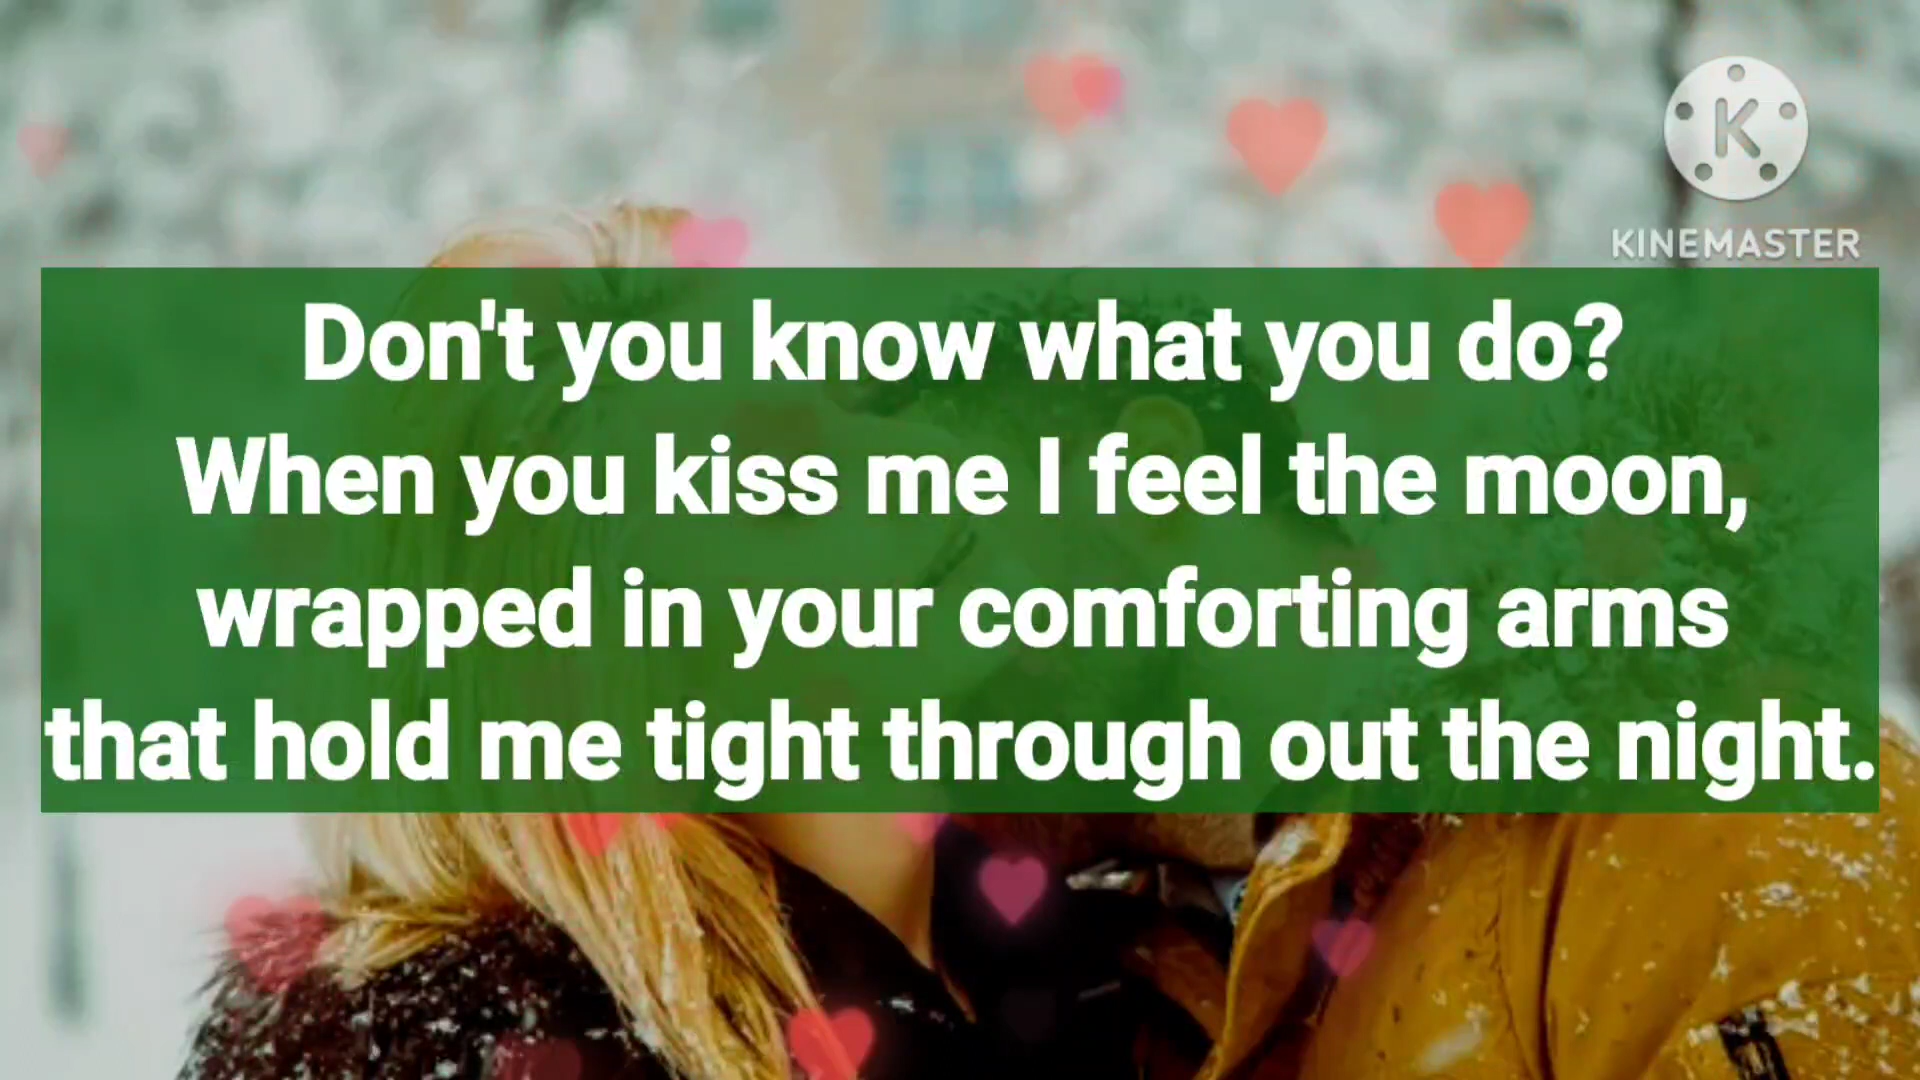 K
KINEMASTER
Don't you know what you do?
When you kiss me I feel the moon,
wrapped in your comforting arms
that hold me tight through out the night.